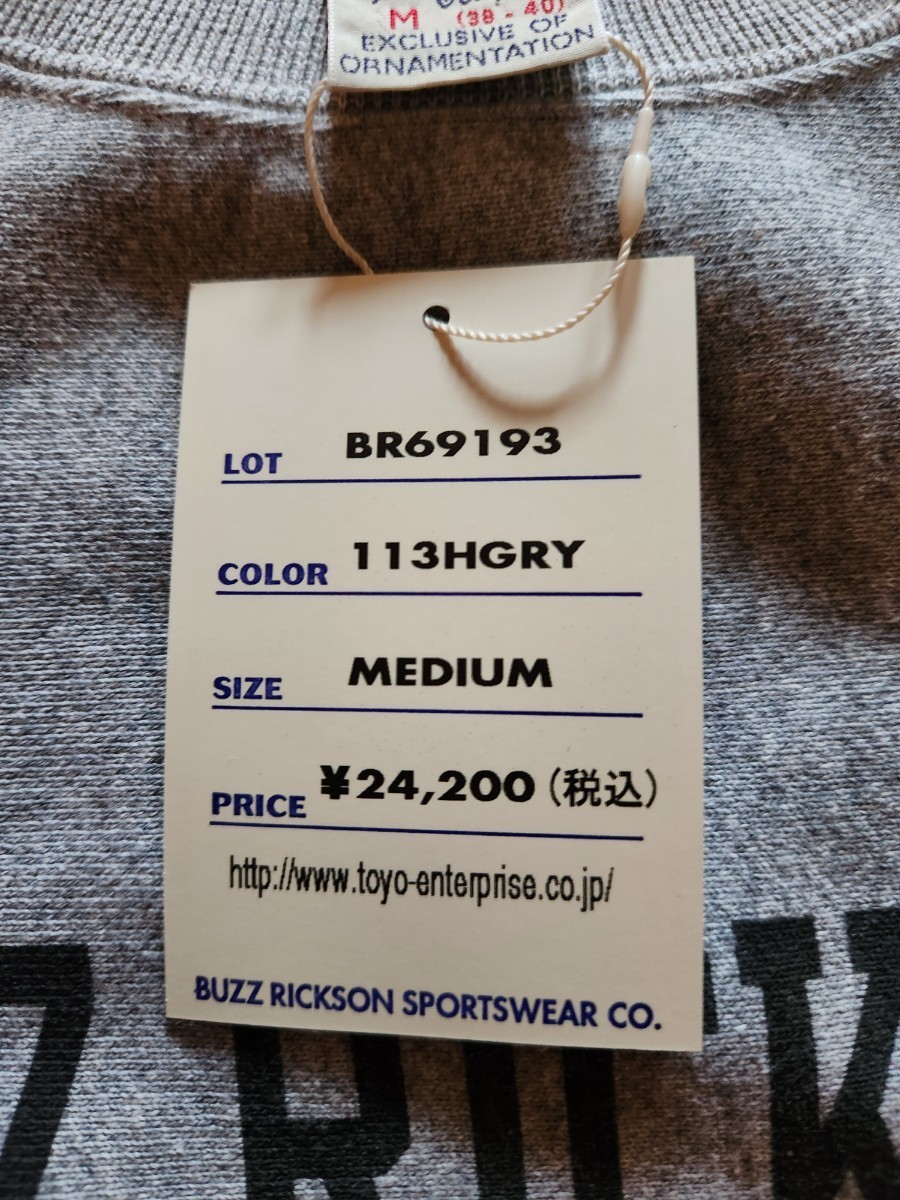 M (38 - 40)
EXCLUSIVE OF
ORNAMENTATION
LOT BR69193
COLOR 113HGRY
SIZE MEDIUM
PRICE ¥24,200(税込)
http://www.toyo-enterprise.co.jp/
BUZZ RICKSON SPORTSWEAR CO.